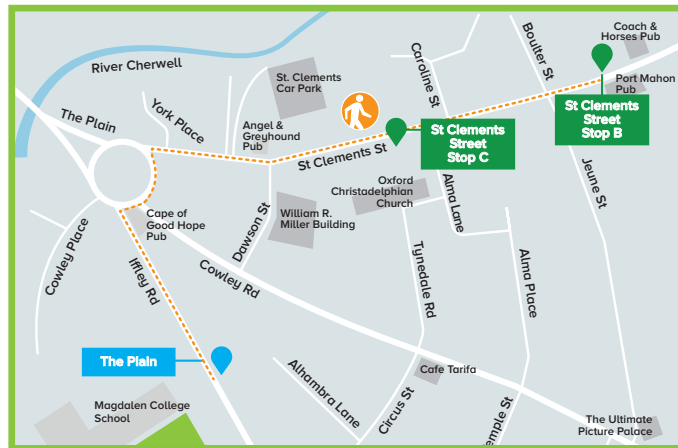 Coach &
Horses Pub
Boulter St
River Cherwell
Caroline St
St. Clements
Car Park
Port Mahon
Pub
The Plain
York Place
St Clements
Street
Stop B
Angel &
Greyhound
Pub
St Clements St
St Clements
Street
Stop C
Jeune St
Oxford
Christadelphian
Church
Alma Lane
Cape of
Good Hope
Pub
Dawson St
William R.
Miller Building
Cowley Place
Iffley Rd
Cowley Rd
Tynedale Rd
Alma Place
The Plain
Cafe Tarifa
Alhambra Lane
Circus St
Temple St
Magdalen College
School
The Ultimate
Picture Palace